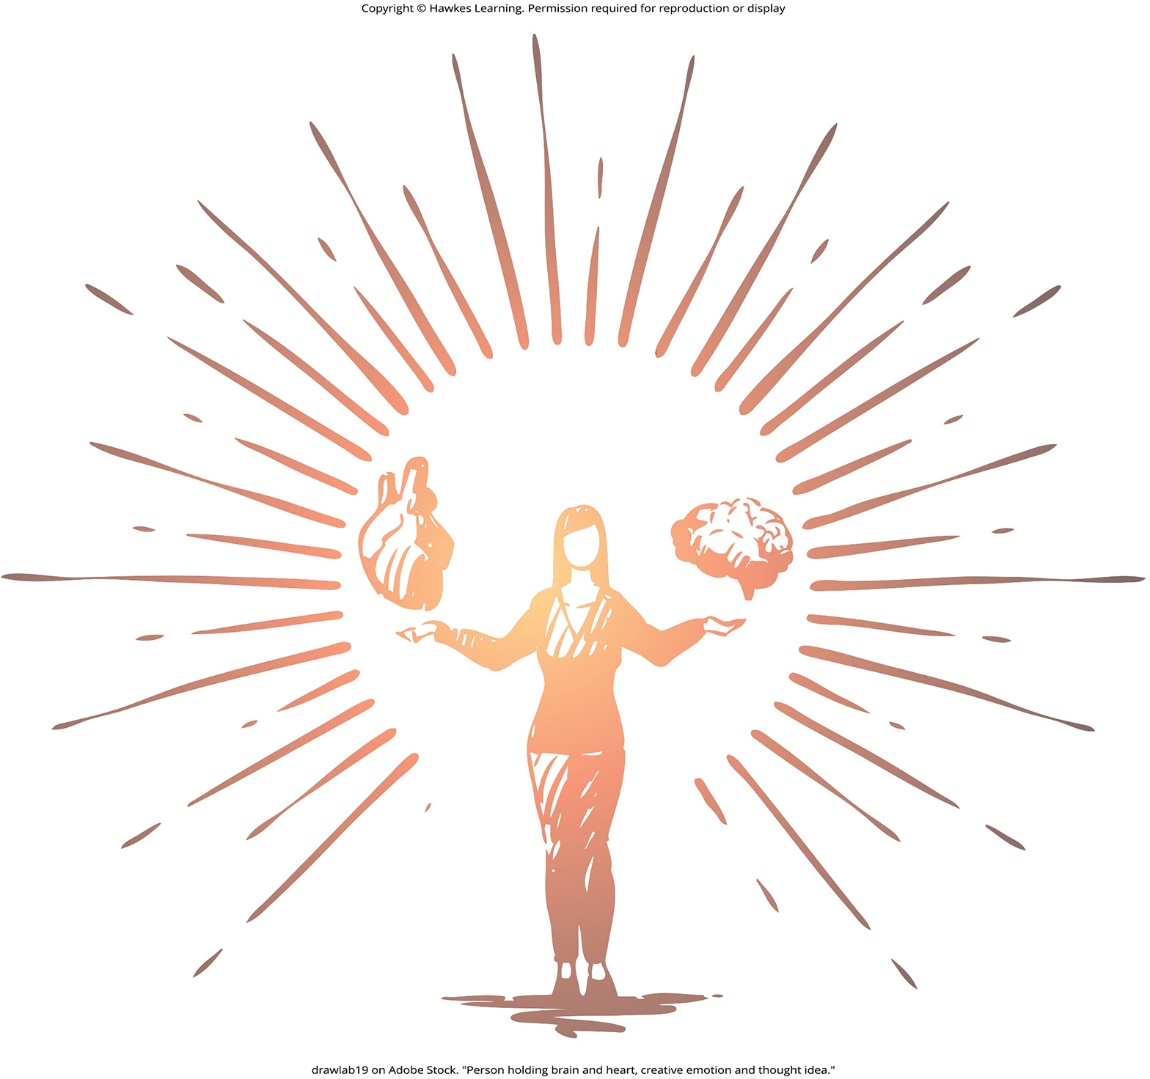 Copyright © Hawkes Learning. Permission required for reproduction or display
drawlab19 on Adobe Stock. "Person holding brain and heart, creative emotion and thought idea."